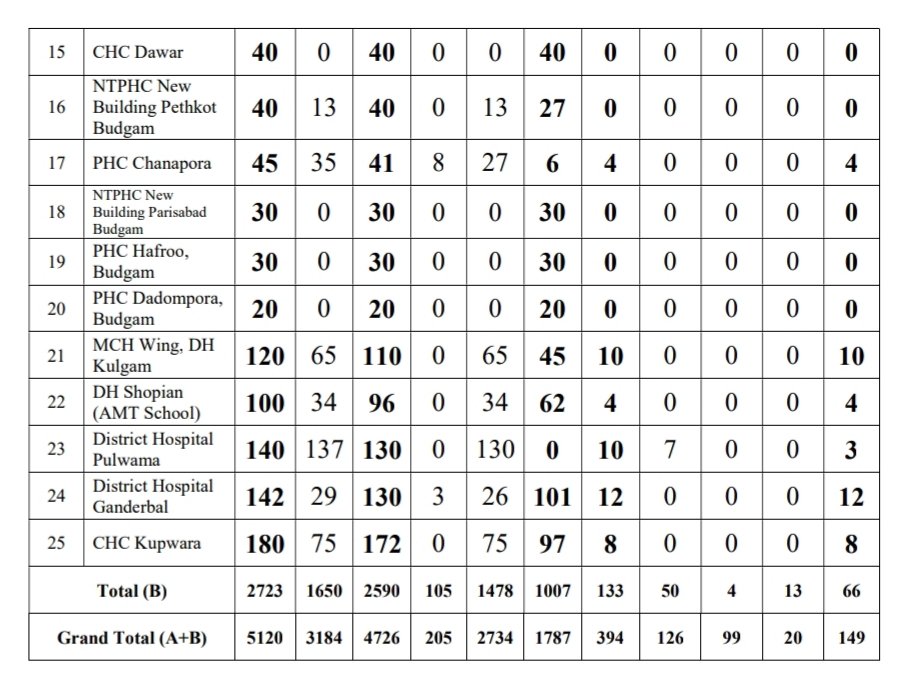 15 CHC Dawar 40 0 40 0 0 40 0 0 0 0 0
16 NTPHC New
Building Pethkot
Budgam 40 13 40 0 13 27 0 0 0 0 0
17 PHC Chanapora 45 35 41 8 27 6 4 0 0 0 4
18 NTPHC New
Building Parisabad
Budgam 30 0 30 0 0 30 0 0 0 0 0
19 PHC Hafroo,
Budgam 30 0 30 0 0 30 0 0 0 0 0
20 PHC Dadompora,
Budgam 20 0 20 0 0 20 0 0 0 0 0
21 MCH Wing, DH
Kulgam 120 65 110 0 65 45 10 0 0 0 10
22 DH Shopian
(AMT School) 100 34 96 0 34 62 4 0 0 0 4
23 District Hospital
Pulwama 140 137 130 0 130 0 10 7 0 0 3
24 District Hospital
Ganderbal 142 29 130 3 26 101 12 0 0 0 12
25 CHC Kupwara 180 75 172 0 75 97 8 0 0 0 8
Total (B) 2723 1650 2590 105 1478 1007 133 50 4 13 66
Grand Total (A+B) 5120 3184 4726 205 2734 1787 394 126 99 20 149